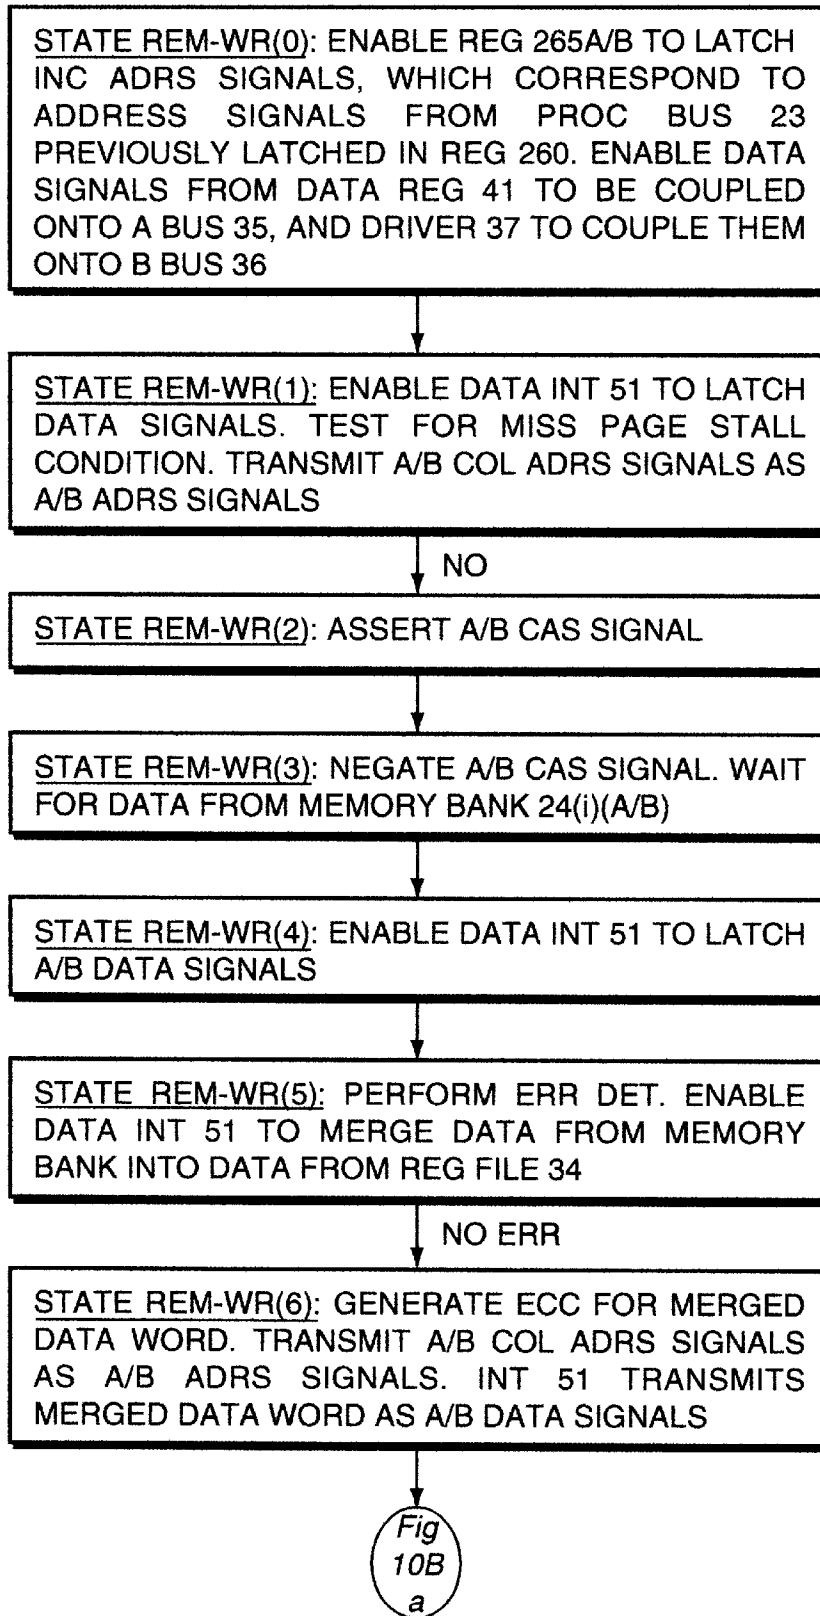 STATE REM-WR(0): ENABLE REG 265A/B TO LATCH
INC ADRS SIGNALS, WHICH CORRESPOND TO
ADDRESS SIGNALS FROM PROC BUS 23
PREVIOUSLY LATCHED IN REG 260. ENABLE DATA
SIGNALS FROM DATA REG 41 TO BE COUPLED
ONTO A BUS 35, AND DRIVER 37 TO COUPLE THEM
ONTO B BUS 36
STATE REM-WR(1): ENABLE DATA INT 51 TO LATCH
DATA SIGNALS. TEST FOR MISS PAGE STALL
CONDITION. TRANSMIT A/B COL ADRS SIGNALS AS
A/B ADRS SIGNALS
NO
STATE REM-WR(2): ASSERT A/B CAS SIGNAL
STATE REM-WR(3): NEGATE A/B CAS SIGNAL. WAIT
FOR DATA FROM MEMORY BANK 24(i)(A/B)
STATE REM-WR(4): ENABLE DATA INT 51 TO LATCH
A/B DATA SIGNALS
STATE REM-WR(5): PERFORM ERR DET. ENABLE
DATA INT 51 TO MERGE DATA FROM MEMORY
BANK INTO DATA FROM REG FILE 34
NO ERR
STATE REM-WR(6): GENERATE ECC FOR MERGED
DATA WORD. TRANSMIT A/B COL ADRS SIGNALS
AS A/B ADRS SIGNALS. INT 51 TRANSMITS
MERGED DATA WORD AS A/B DATA SIGNALS
Fig
10B
a